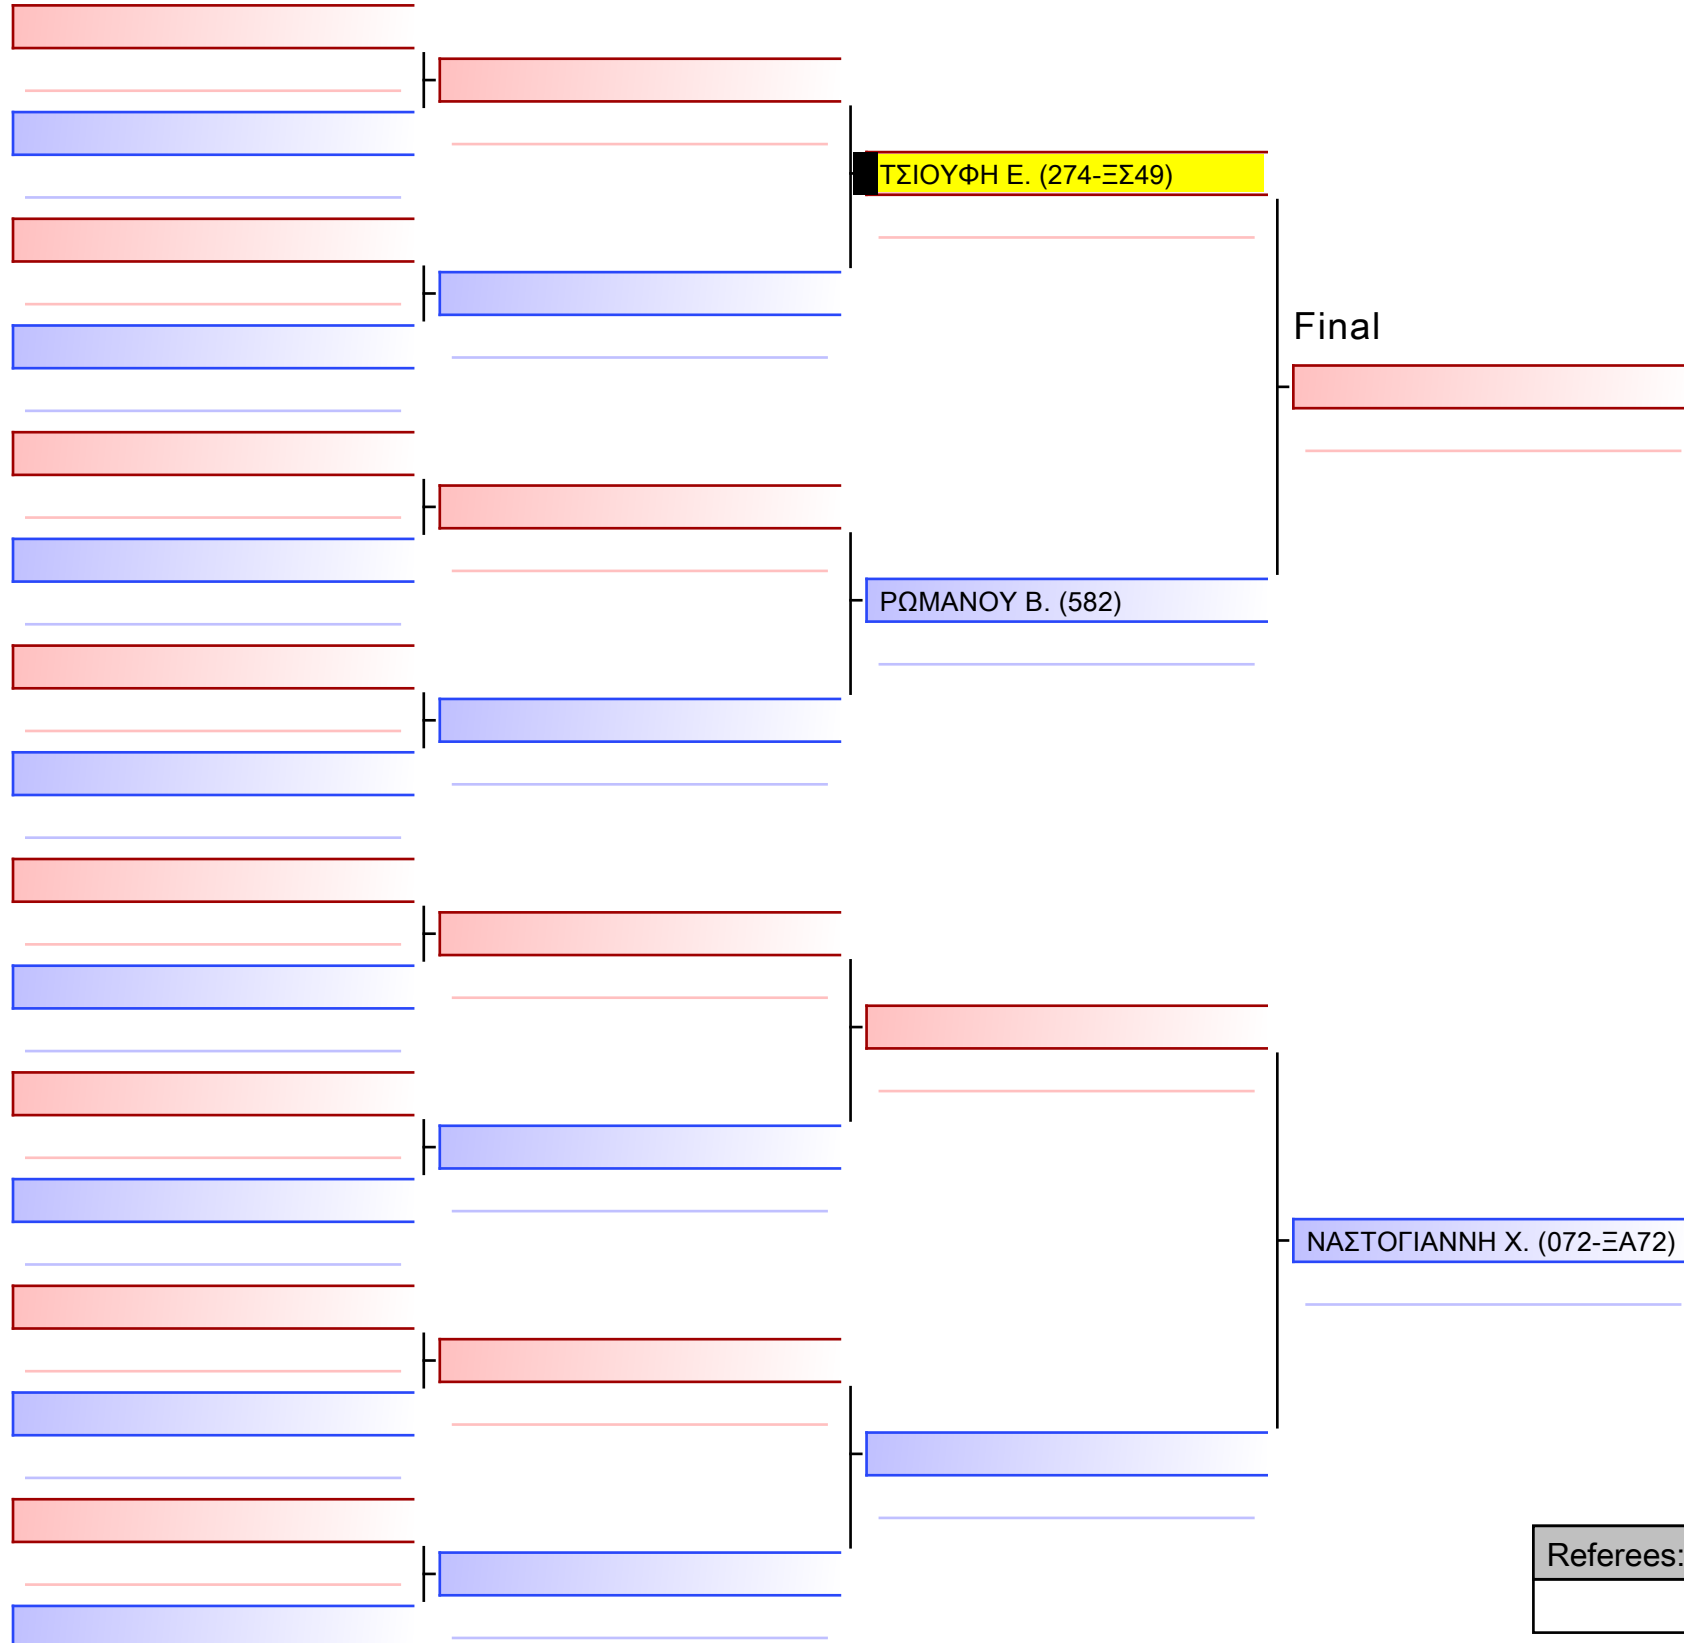 ΤΣΙΟΥΦΗ Ε. (274-ΞΣ49)
Final
ΡΩΜΑΝΟΥ Β. (582)
ΝΑΣΤΟΓΙΑΝΝΗ Χ. (072-ΞΑ72)
Referees: